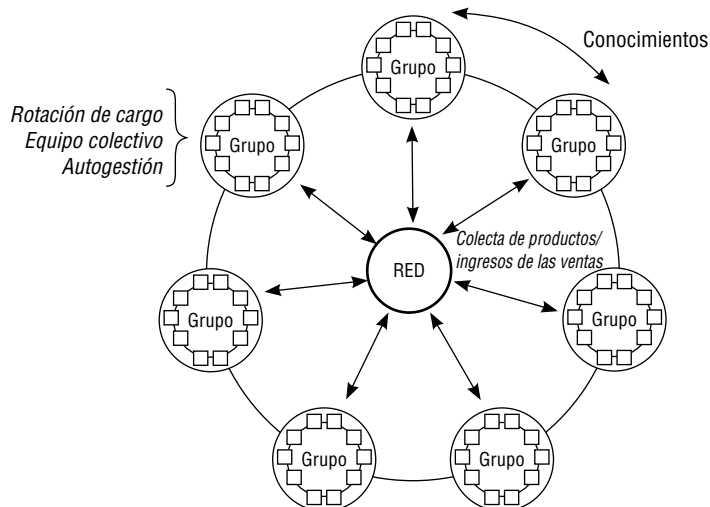 Conocimientos
Grupo
Rotación de cargo
Equipo colectivo
Autogestión
Grupo
Grupo
Colecta de productos/
ingresos de las ventas
RED
Grupo
Grupo
Grupo
Grupo